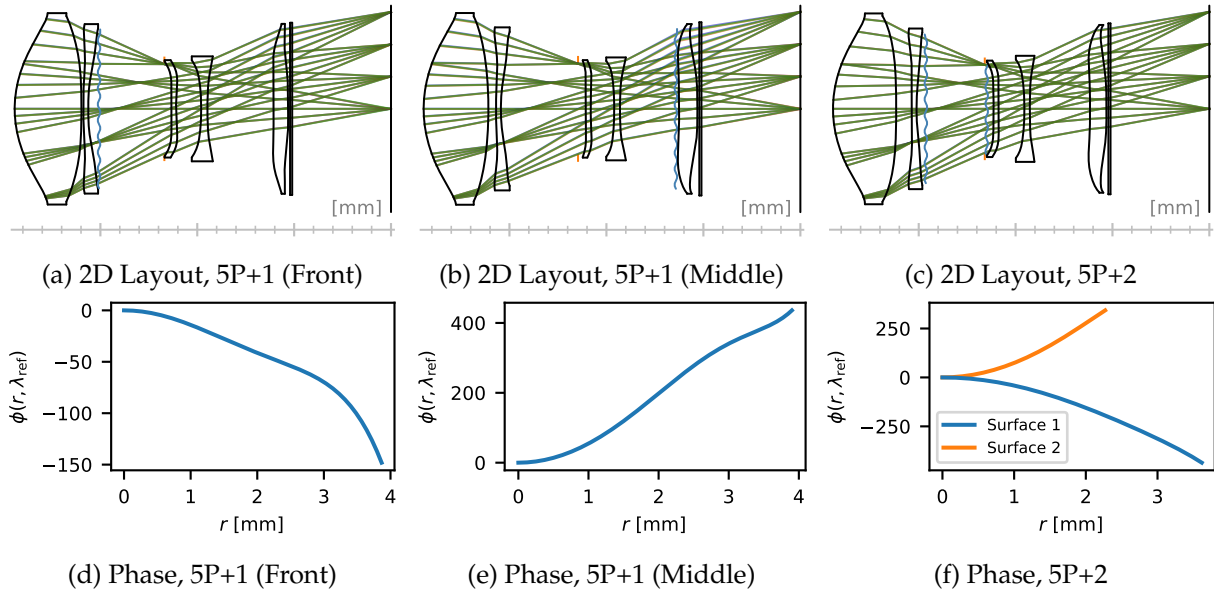 [mm]
[mm]
[mm]
(a) 2D Layout, 5P+1 (Front)
(b) 2D Layout, 5P+1 (Middle)
(c) 2D Layout, 5P+2
0
−50
−100
−150
ϕ(r, λref)
0
1
2
3
4
r [mm]
400
200
0
ϕ(r, λref)
0
1
2
3
4
r [mm]
250
0
−250
ϕ(r, λref)
Surface 1
Surface 2
0
1
2
3
r [mm]
(d) Phase, 5P+1 (Front)
(e) Phase, 5P+1 (Middle)
(f) Phase, 5P+2